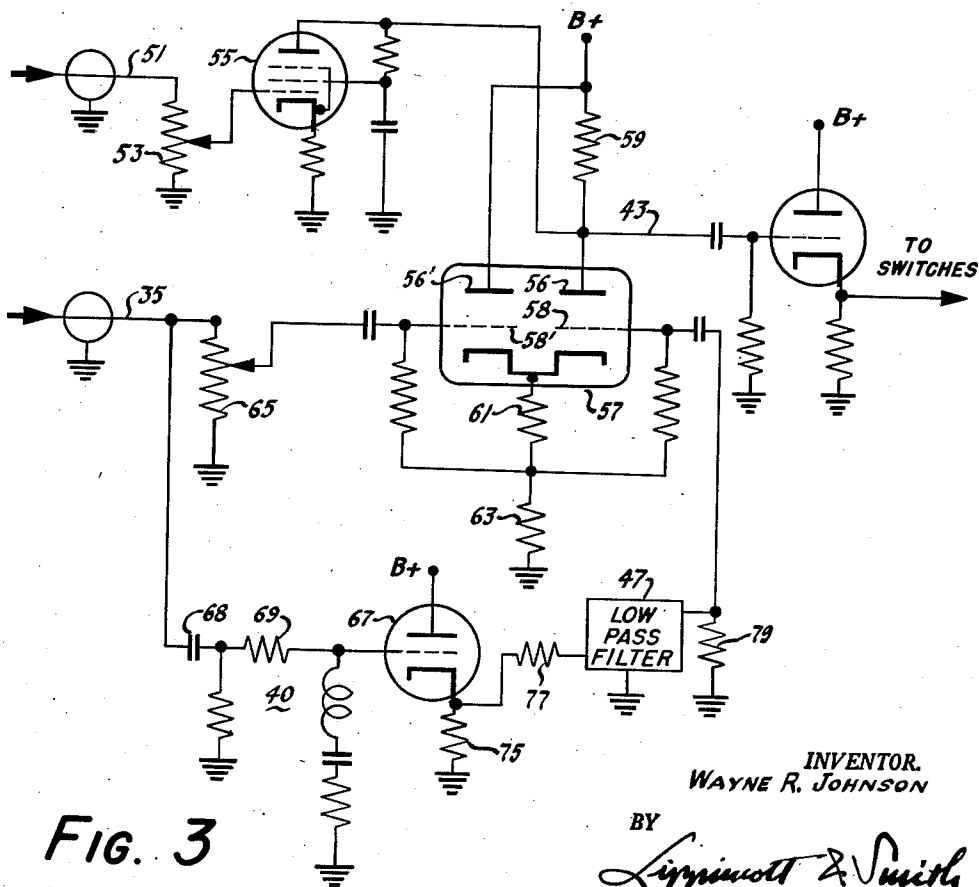 B+
51
55
53
59
B+
43
TO
SWITCHES
56'
56
58
58'
35
65
57
61
63
B+
47
LOW
PASS
FILTER
67
68
69
40
77
79
75
INVENTOR.
WAYNE R. JOHNSON
BY
Lippincott & Smith
FIG. 3